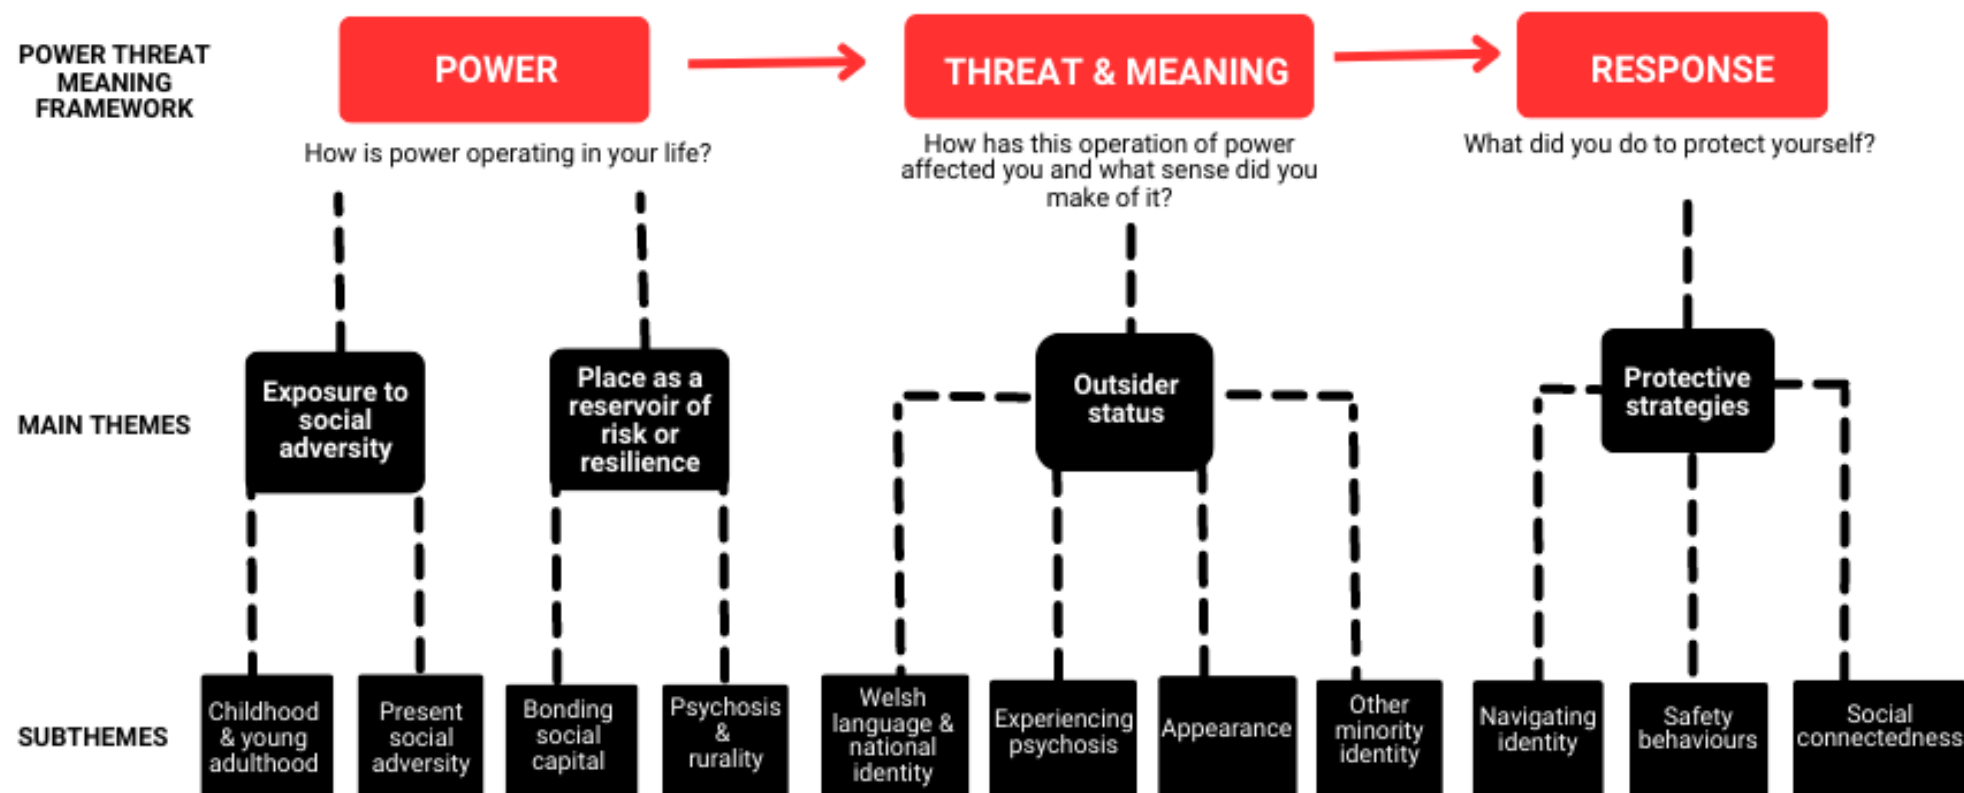 POWER THREAT
MEANING
FRAMEWORK
POWER
THREAT & MEANING
RESPONSE
How is power operating in your life?
How has this operation of power
affected you and what sense did you
make of it?
What did you do to protect yourself?
MAIN THEMES
Exposure to
social
adversity
Place as a
reservoir of
risk or
resilience
Outsider
status
Protective
strategies
SUBTHEMES
Childhood
& young
adulthood
Present
social
adversity
Bonding
social
capital
Psychosis
&
rurality
Welsh
language &
national
identity
Experiencing
psychosis
Appearance
Other
minority
identity
Navigating
identity
Safety
behaviours
Social
connectedness